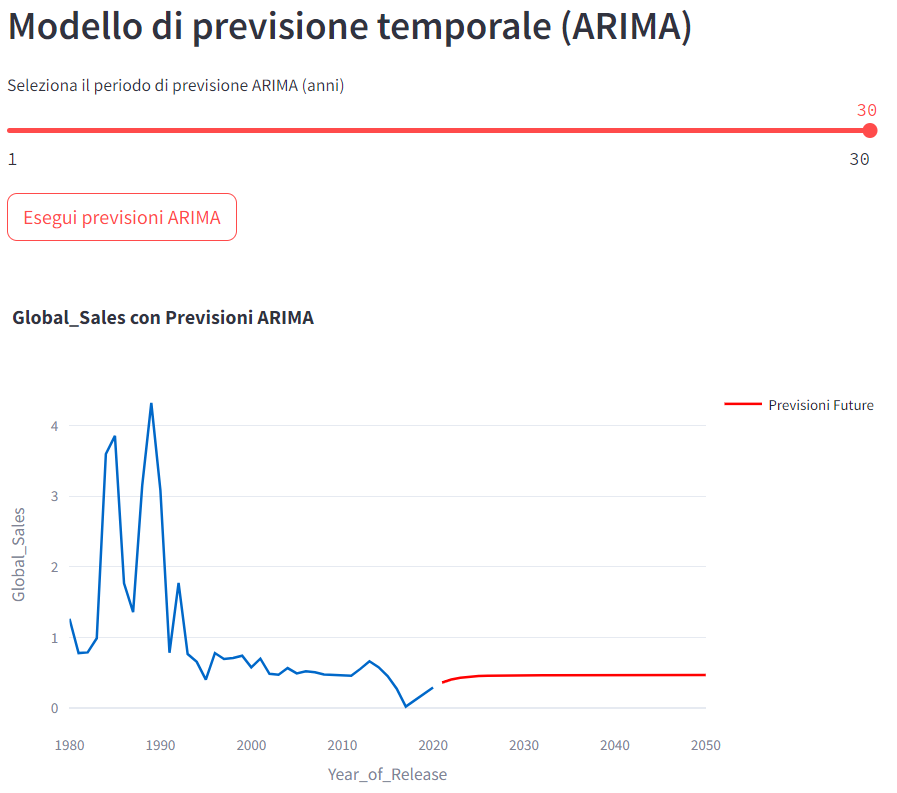 Modello di previsione temporale (ARIMA)
Seleziona il periodo di previsione ARIMA (anni)
30
1
30
Esegui previsioni ARIMA
Global_Sales con Previsioni ARIMA
Previsioni Future
4
3
2
1
0
Global_Sales
1980
1990
2000
2010
2020
2030
2040
2050
Year_of_Release